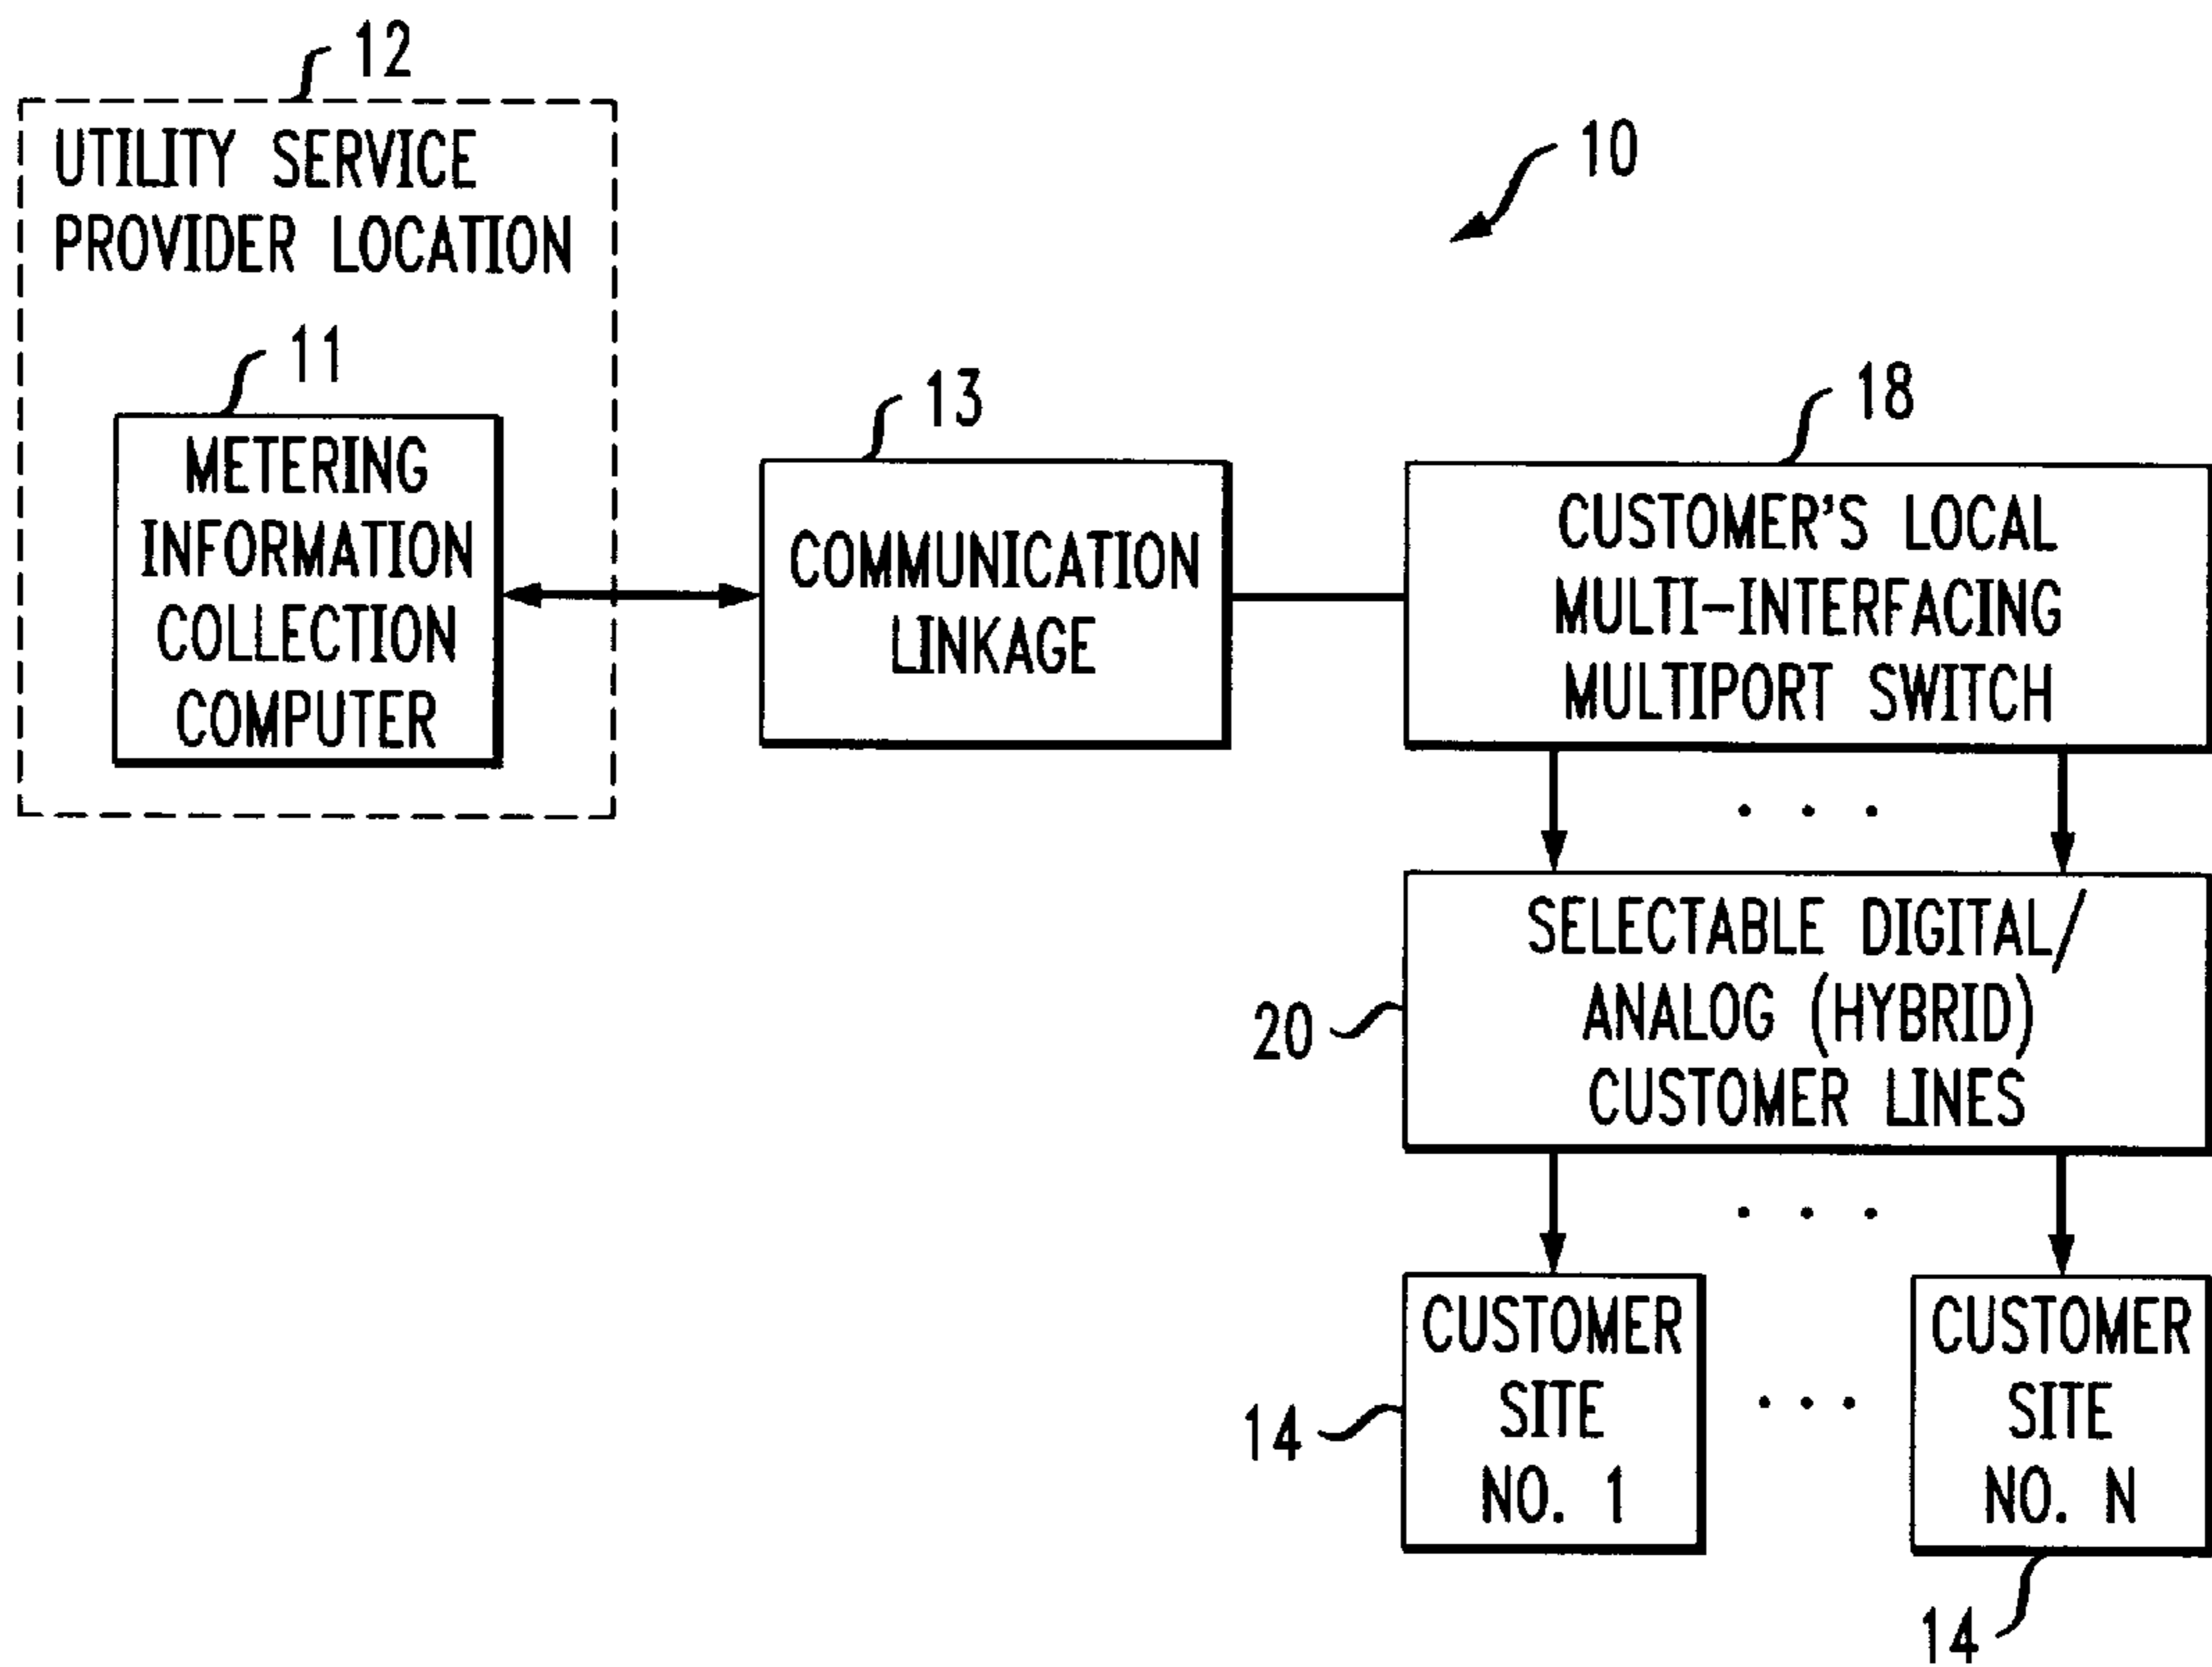 12
UTILITY SERVICE
PROVIDER LOCATION
10
11
METERING
INFORMATION
COLLECTION
COMPUTER
13
COMMUNICATION
LINKAGE
18
CUSTOMER'S LOCAL
MULTI-INTERFACING
MULTIPORT SWITCH
. . .
20
SELECTABLE DIGITAL/
ANALOG (HYBRID)
CUSTOMER LINES
. . .
14
CUSTOMER
SITE
NO. 1
. . .
CUSTOMER
SITE
NO. N
14